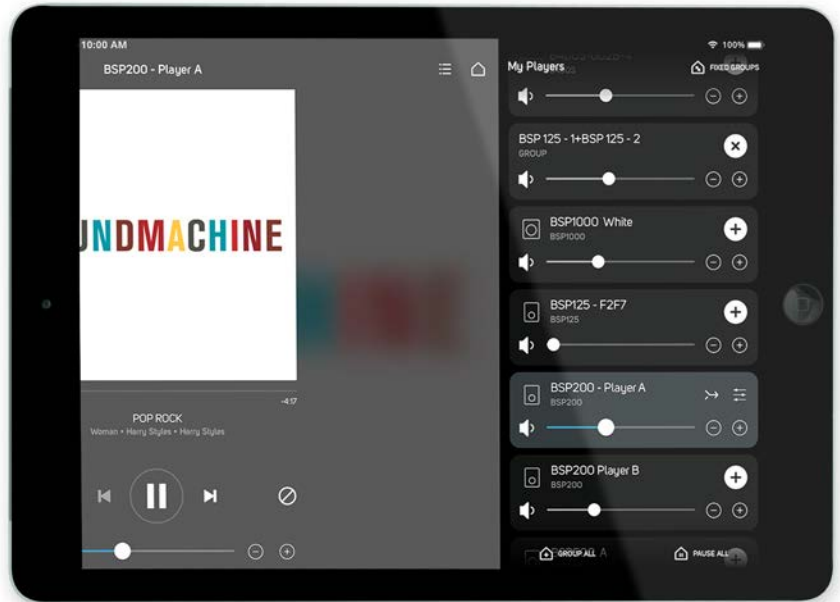 10:00 AM
100%
BSP200 - Player A
My Players
FIXED GROUPS
UNDMACHINE
BSP 125 - 1+BSP 125 - 2
GROUP
BSP1000 White
BSP1000
BSP125 - F2F7
BSP125
BSP200 - Player A
BSP200
-4:17
POP ROCK
Woman • Harry Styles • Harry Styles
BSP200 Player B
BSP200
GROUP ALL
A
PAUSE ALL